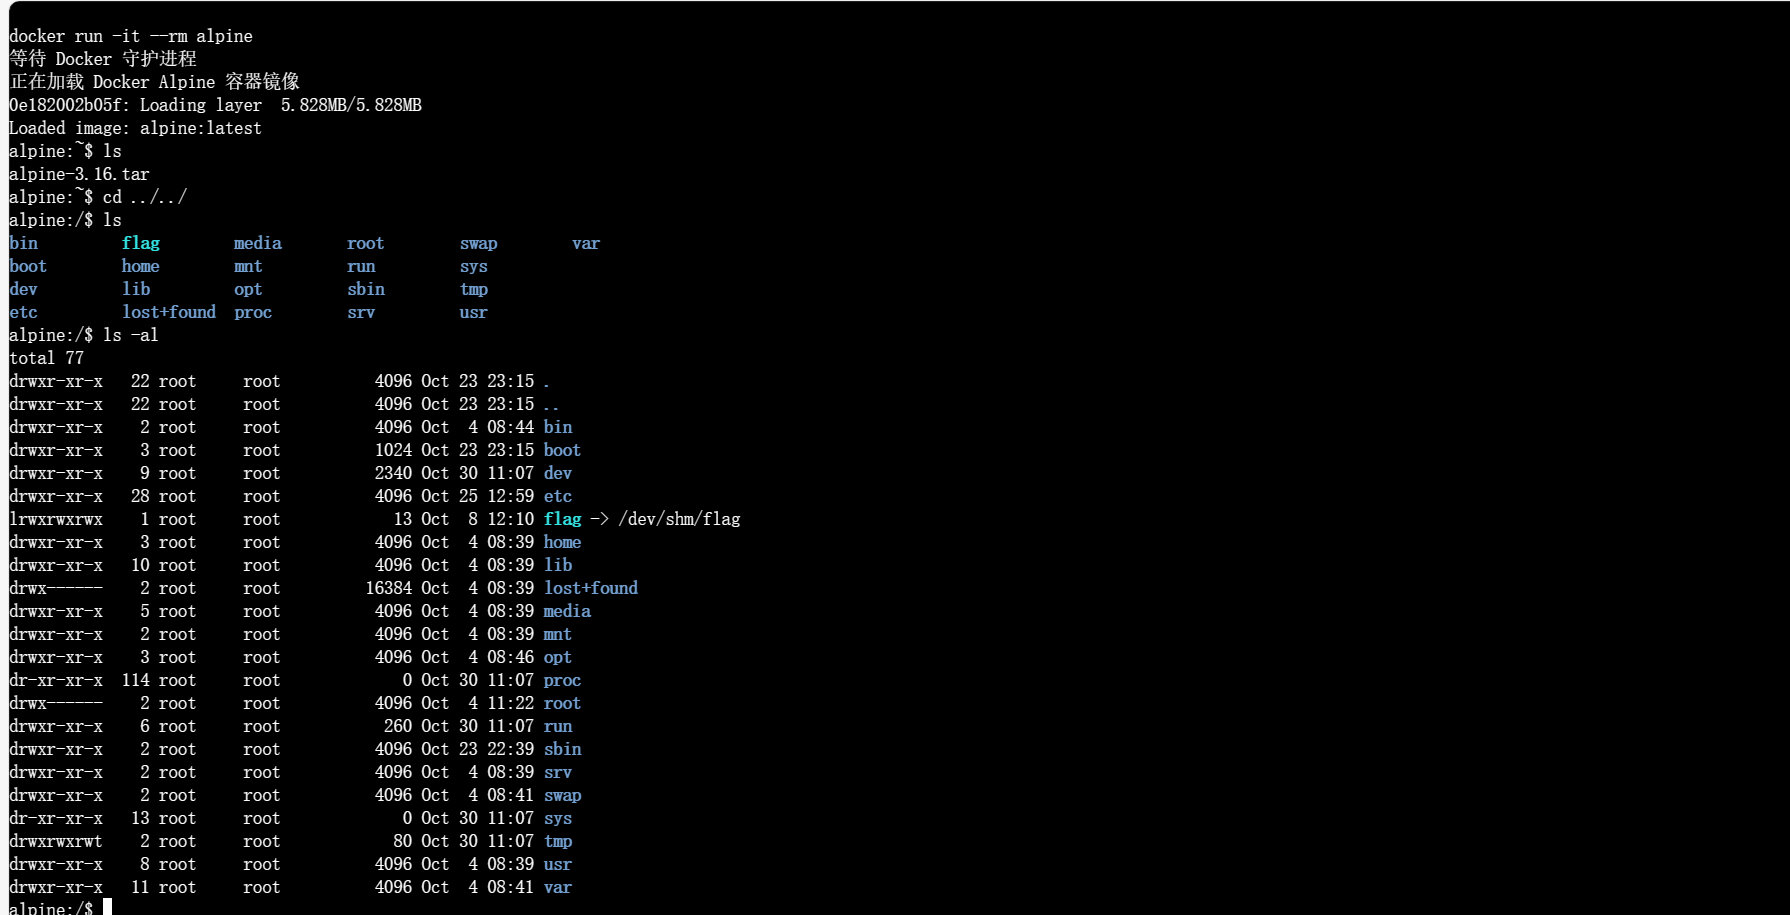 docker run -it --rm alpine
等待 Docker 守护进程
正在加载 Docker Alpine 容器镜像
0e182002b05f: Loading layer  5.828MB/5.828MB
Loaded image: alpine:latest
alpine:~$ ls
alpine-3.16.tar
alpine:~$ cd ../../
alpine:/$ ls
bin         flag        media       root        swap        var
boot        home        mnt         run         sys
dev         lib         opt         sbin        tmp
etc         lost+found  proc        srv         usr
alpine:/$ ls -al
total 77
drwxr-xr-x   22 root     root          4096 Oct 23 23:15 .
drwxr-xr-x   22 root     root          4096 Oct 23 23:15 ..
drwxr-xr-x    2 root     root          4096 Oct  4 08:44 bin
drwxr-xr-x    3 root     root          1024 Oct 23 23:15 boot
drwxr-xr-x    9 root     root          2340 Oct 30 11:07 dev
drwxr-xr-x   28 root     root          4096 Oct 25 12:59 etc
lrwxrwxrwx    1 root     root            13 Oct  8 12:10 flag -> /dev/shm/flag
drwxr-xr-x    3 root     root          4096 Oct  4 08:39 home
drwxr-xr-x   10 root     root          4096 Oct  4 08:39 lib
drwx------    2 root     root         16384 Oct  4 08:39 lost+found
drwxr-xr-x    5 root     root          4096 Oct  4 08:39 media
drwxr-xr-x    2 root     root          4096 Oct  4 08:39 mnt
drwxr-xr-x    3 root     root          4096 Oct  4 08:46 opt
dr-xr-xr-x  114 root     root             0 Oct 30 11:07 proc
drwx------    2 root     root          4096 Oct  4 11:22 root
drwxr-xr-x    6 root     root           260 Oct 30 11:07 run
drwxr-xr-x    2 root     root          4096 Oct 23 22:39 sbin
drwxr-xr-x    2 root     root          4096 Oct  4 08:39 srv
drwxr-xr-x    2 root     root          4096 Oct  4 08:41 swap
dr-xr-xr-x   13 root     root             0 Oct 30 11:07 sys
drwxrwxrwt    2 root     root            80 Oct 30 11:07 tmp
drwxr-xr-x    8 root     root          4096 Oct  4 08:39 usr
drwxr-xr-x   11 root     root          4096 Oct  4 08:41 var
alpine:/$